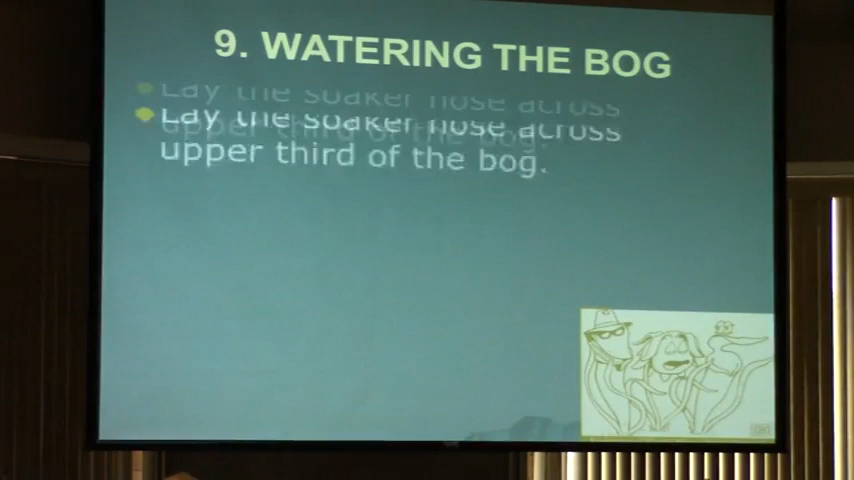 9. WATERING THE BOG
Lay the soaker hose across
upper third of the bog.